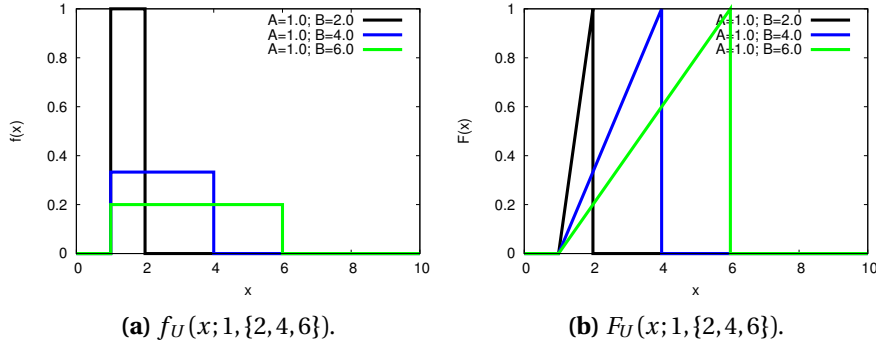 f(x)
1
0.8
0.6
0.4
0.2
0
0 2 4 6 8 10
x
A=1.0; B=2.0
A=1.0; B=4.0
A=1.0; B=6.0
(a) f_U(x;1,{2,4,6}).
F(x)
1
0.8
0.6
0.4
0.2
0
0 2 4 6 8 10
x
A=1.0; B=2.0
A=1.0; B=4.0
A=1.0; B=6.0
(b) F_U(x;1,{2,4,6}).